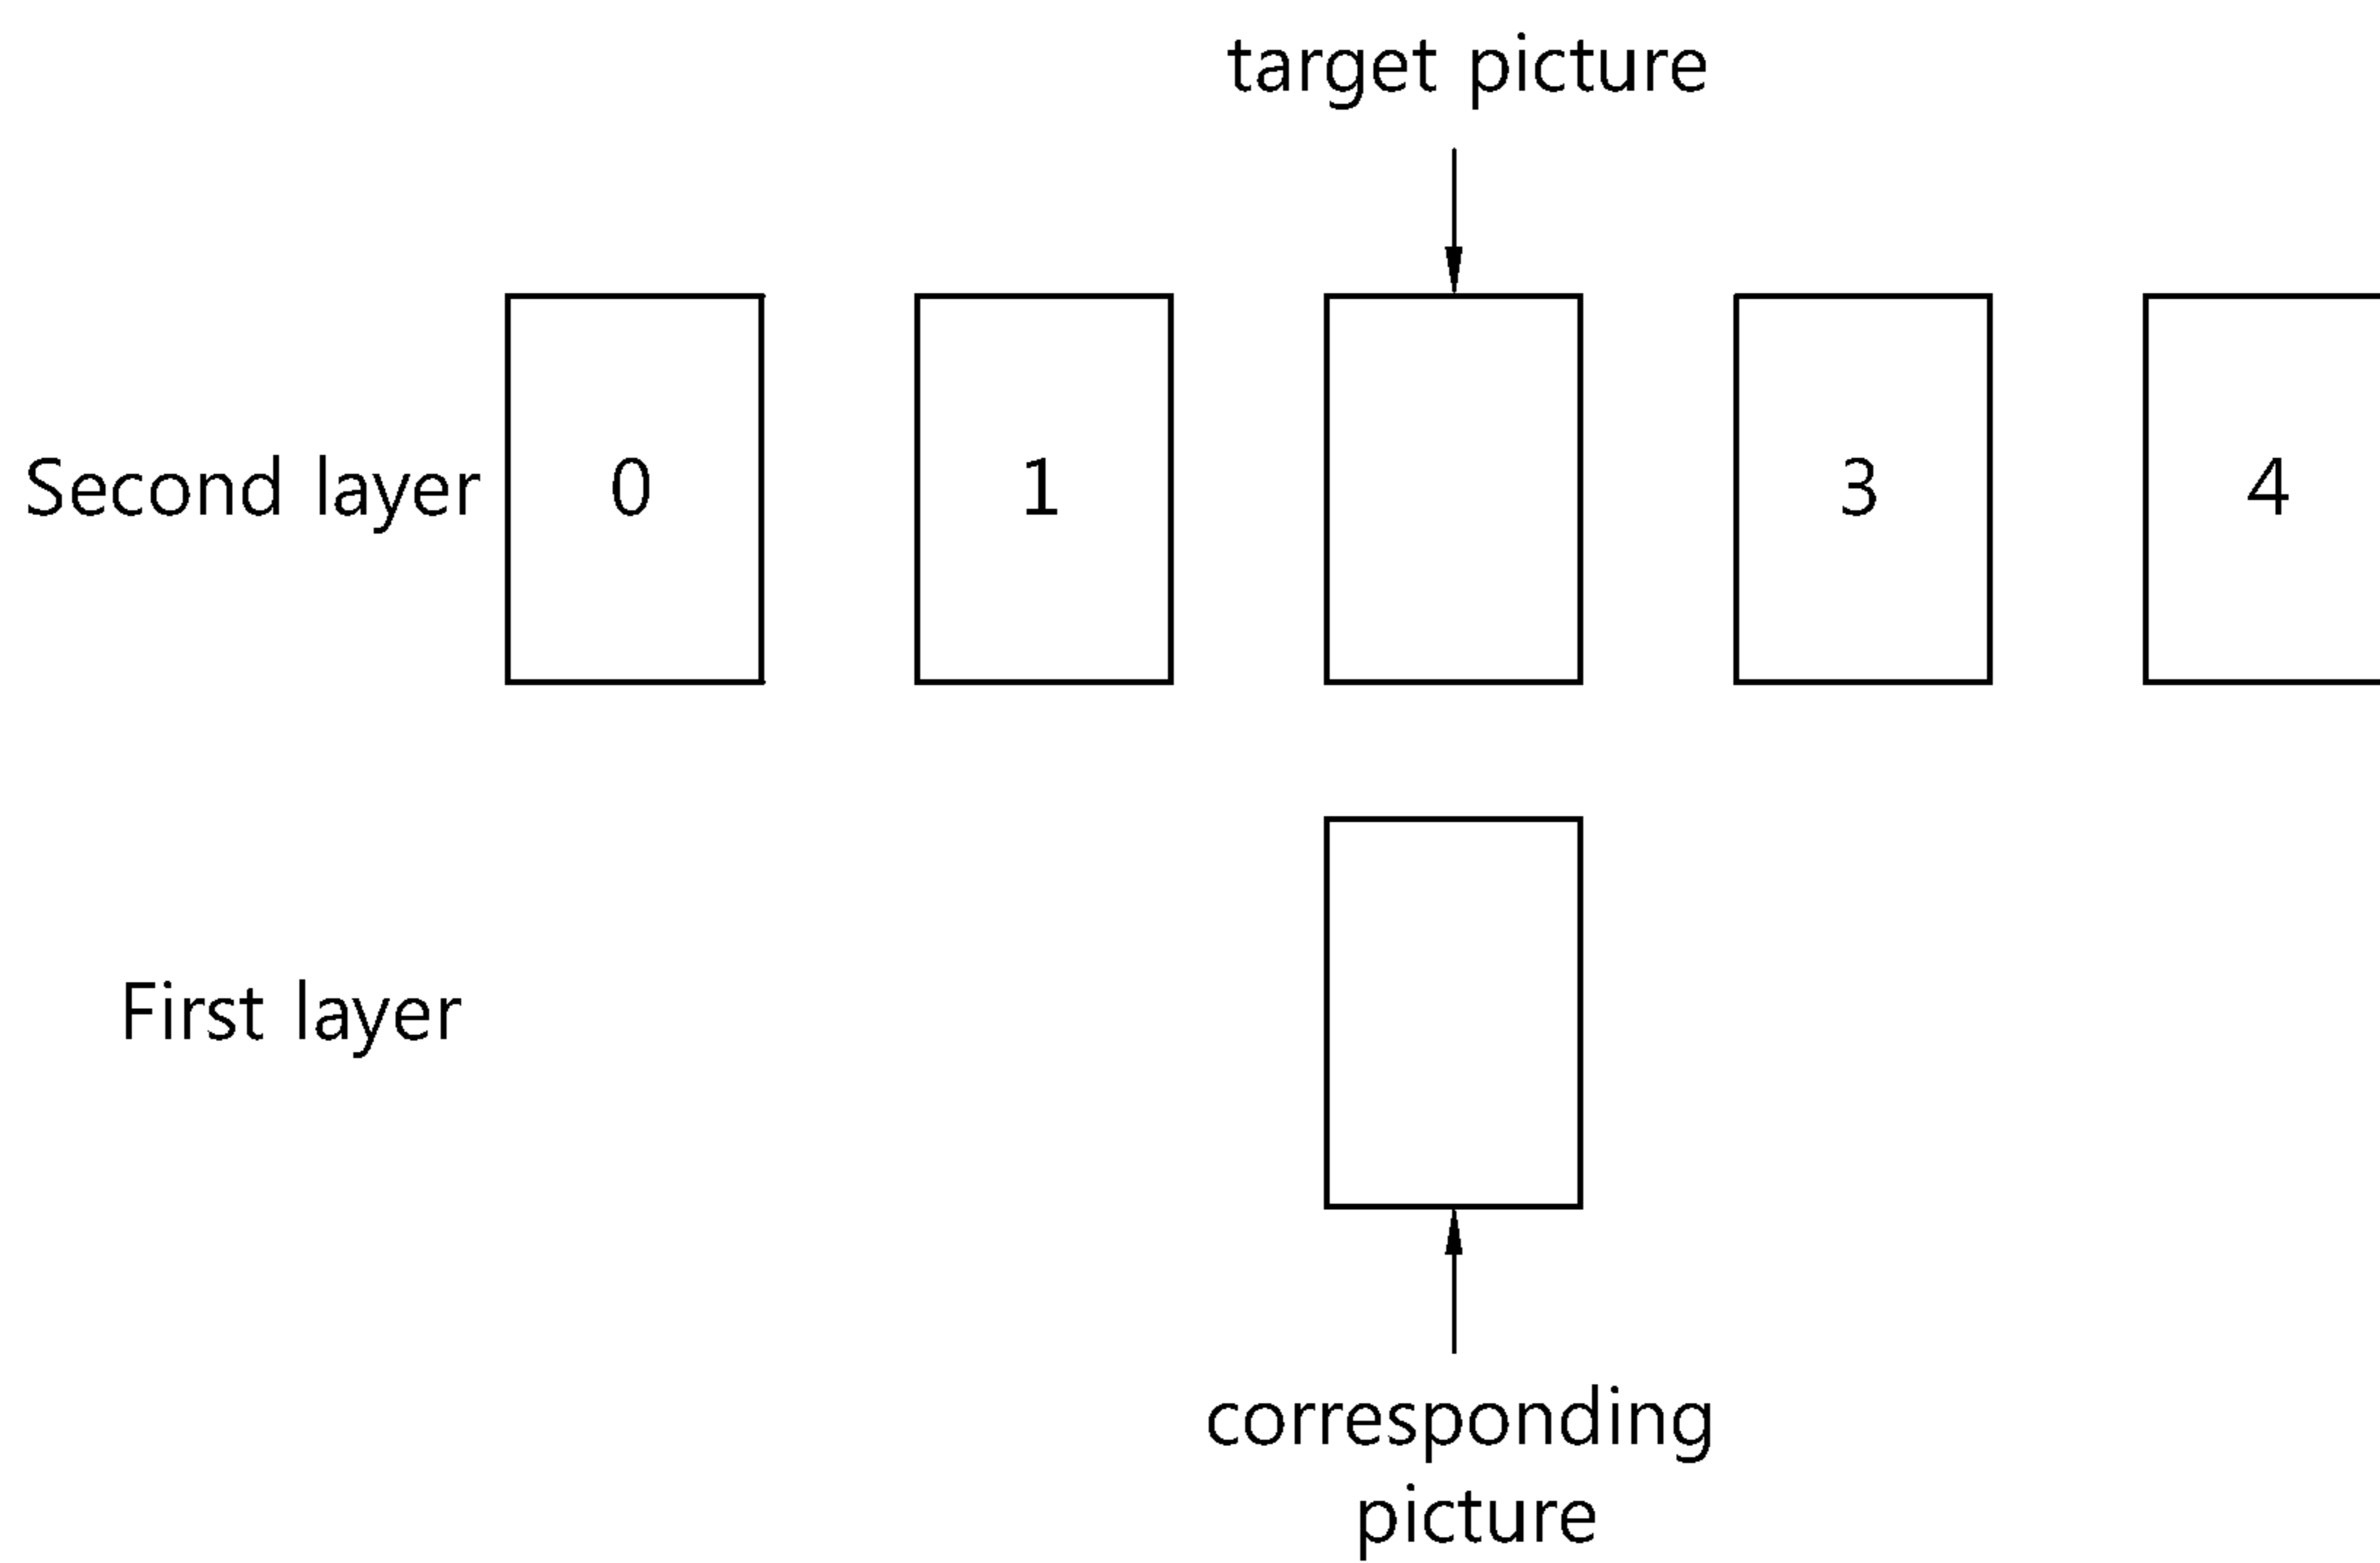 target picture
Second layer 0 1 3 4
First layer
corresponding
picture